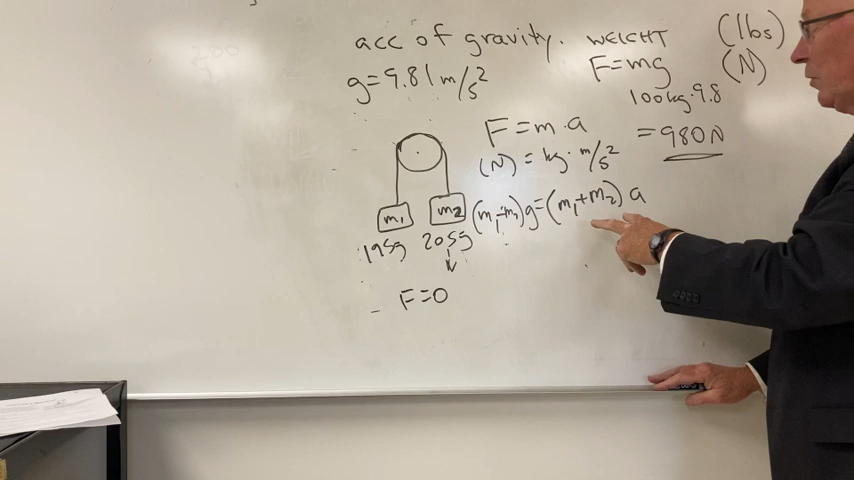 acc of gravity. WEIGHT (lbs)
g=9.81 m/s² F=mg (N)
100kg·9.8
F=m·a =980N
(N)=kg·m/s²
m₁ m₂ (m₁+m₂)g=(m₁+m₂)a
195g 205g
F=0